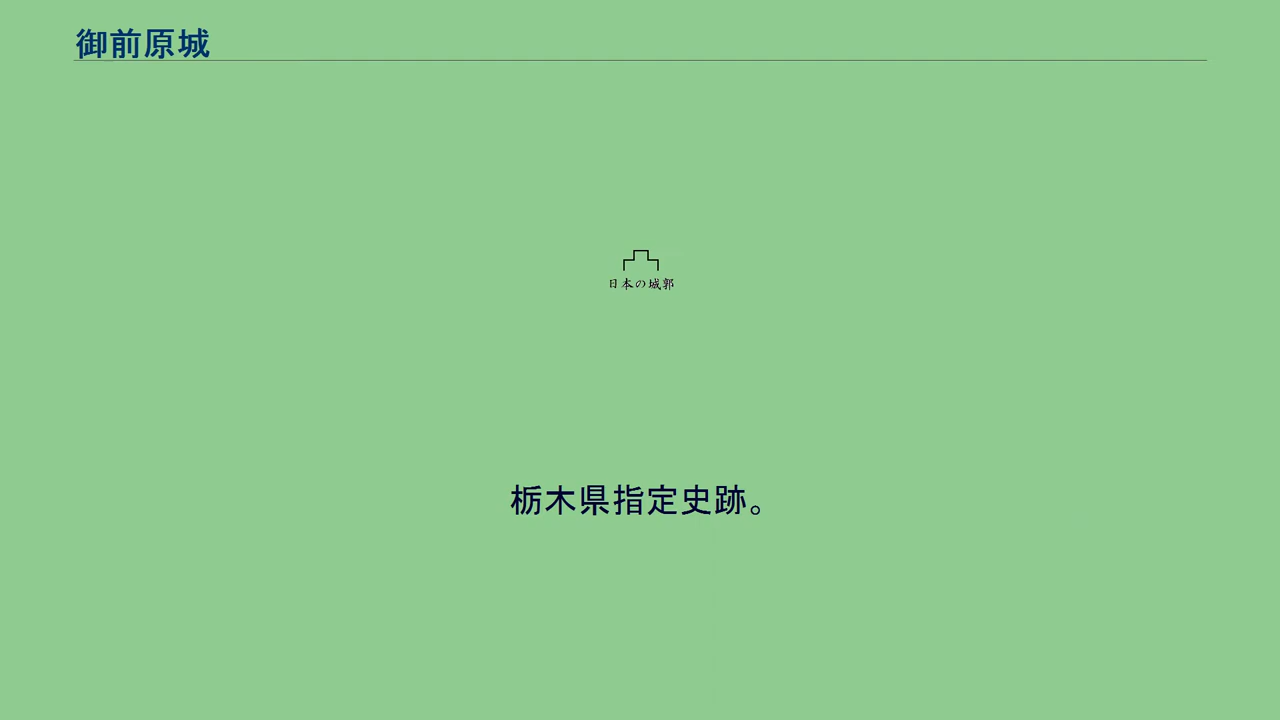 御前原城
日本の城郭
栃木県指定史跡。